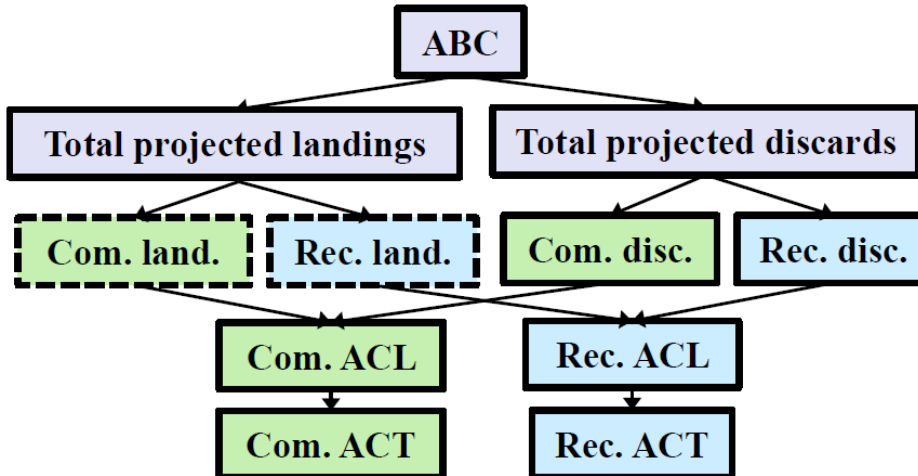 ABC
Total projected landings
Total projected discards
Com. land.
Rec. land.
Com. disc.
Rec. disc.
Com. ACL
Rec. ACL
Com. ACT
Rec. ACT